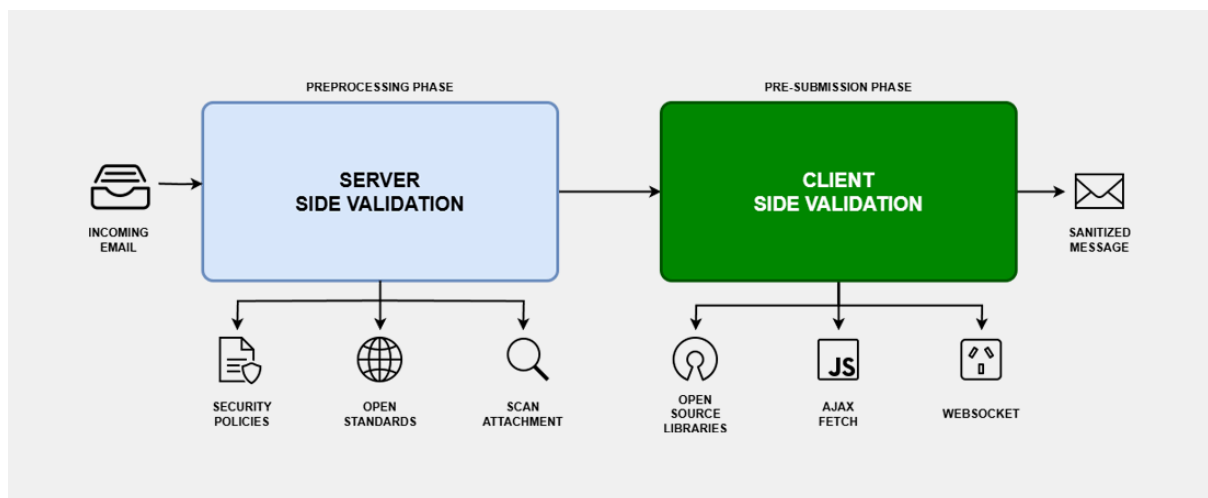 PREPROCESSING PHASE
PRE-SUBMISSION PHASE
SERVER
SIDE VALIDATION
CLIENT
SIDE VALIDATION
INCOMING
EMAIL
SANITIZED
MESSAGE
SECURITY
POLICIES
OPEN
STANDARDS
SCAN
ATTACHMENT
OPEN
SOURCE
LIBRARIES
JS
AJAX
FETCH
WEBSOCKET